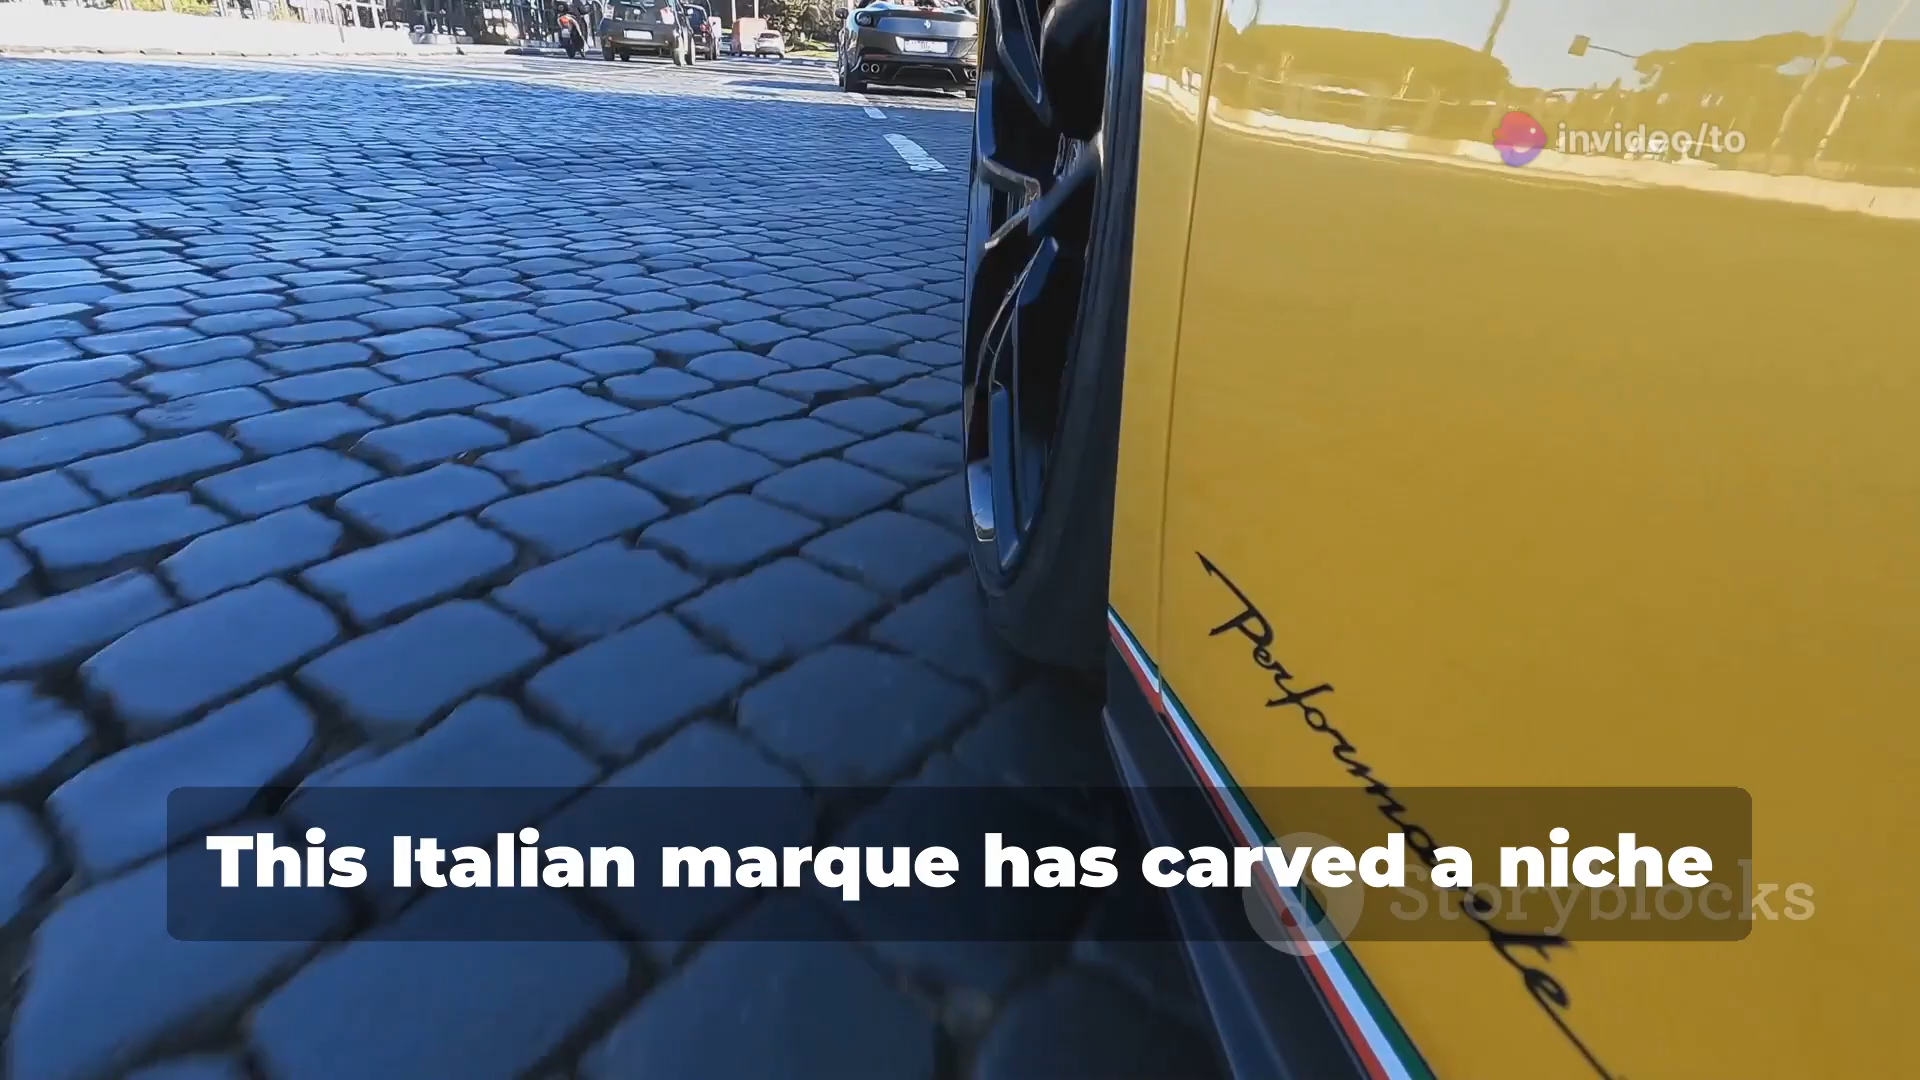 invideo/to
Performante
This Italian marque has carved a niche
Storyblocks